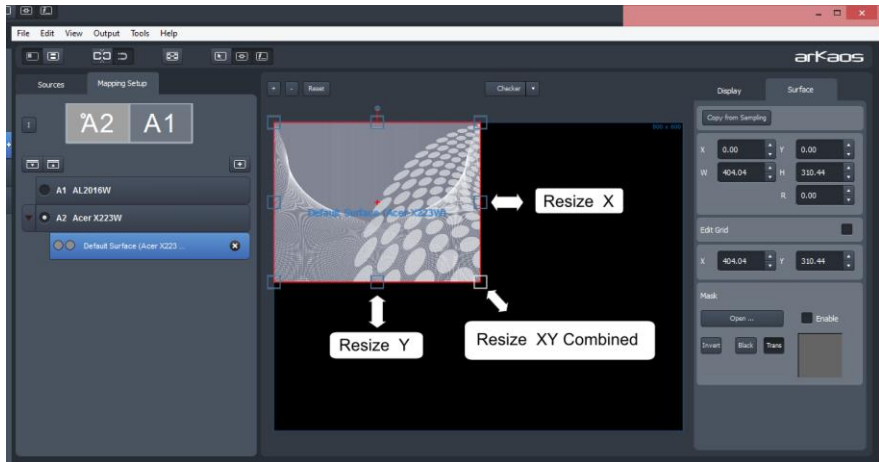 File Edit View Output Tools Help
arKaos
Sources Mapping Setup
A2 A1
A1 AL2016W
A2 Acer X223W
Default Surface (Acer X223 ...
+ - Reset
Checker
800 x 600
Default Surface (Acer X223W)
Resize X
Resize Y
Resize XY Combined
Display Surface
Copy from Sampling
X 0.00 Y 0.00
W 404.04 H 310.44
R 0.00
Edit Grid
X 404.04 Y 310.44
Mask
Open ... Enable
Invert Black Trans